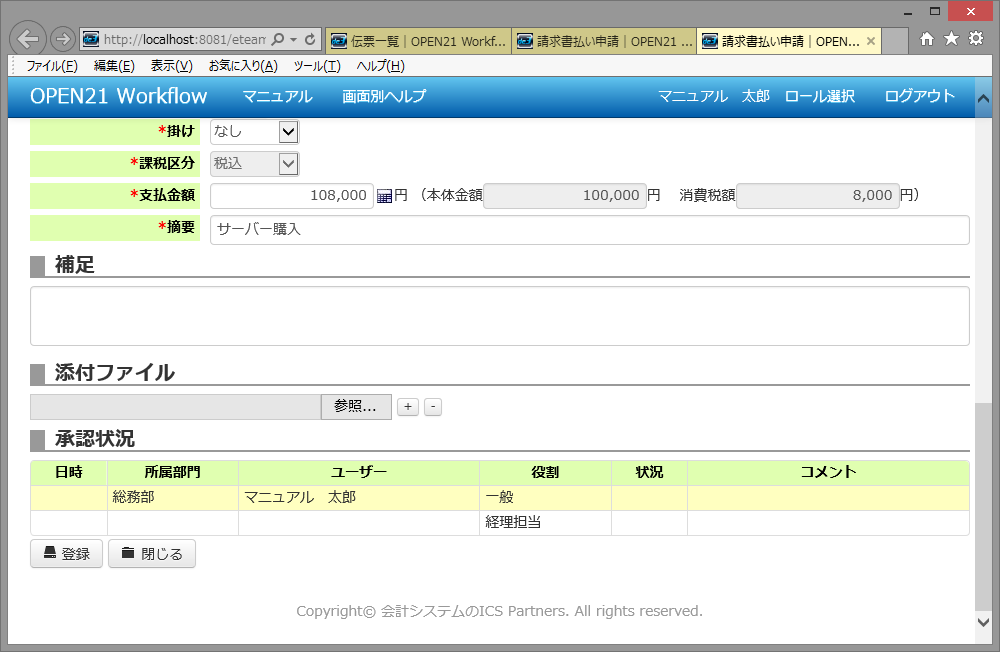 http://localhost:8081/eteam
伝票一覧｜OPEN21 Workf...
請求書払い申請｜OPEN21 ...
請求書払い申請｜OPEN...
ファイル(F) 編集(E) 表示(V) お気に入り(A) ツール(T) ヘルプ(H)
OPEN21 Workflow マニュアル 画面別ヘルプ マニュアル　太郎 ロール選択 ログアウト
*掛け なし
*課税区分 税込
*支払金額 108,000 円 （本体金額 100,000 円 消費税額 8,000 円）
*摘要 サーバー購入
補足
添付ファイル
参照... + -
承認状況
日時 所属部門 ユーザー 役割 状況 コメント
総務部 マニュアル　太郎 一般
経理担当
登録 閉じる
Copyright© 会計システムのICS Partners. All rights reserved.